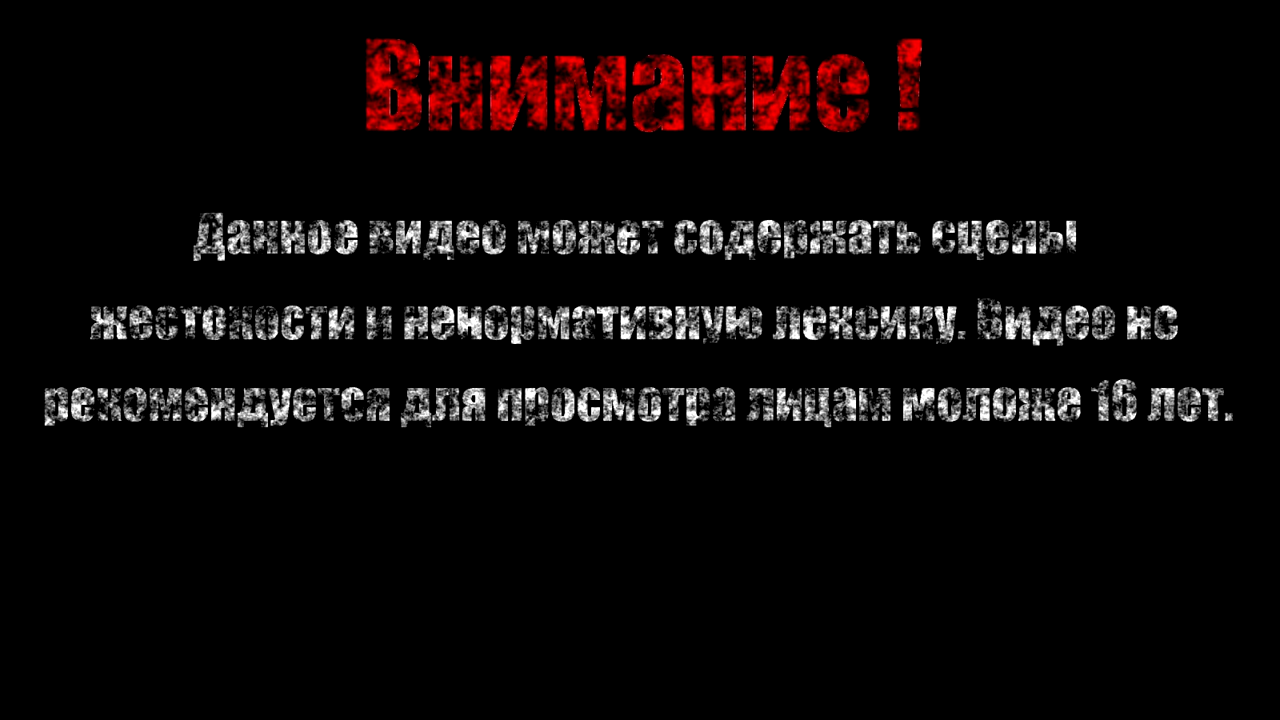 Внимание !
Данное видео может содержать сцены
жестокости и ненормативную лексику. Видео не
рекомендуется для просмотра лицам моложе 16 лет.